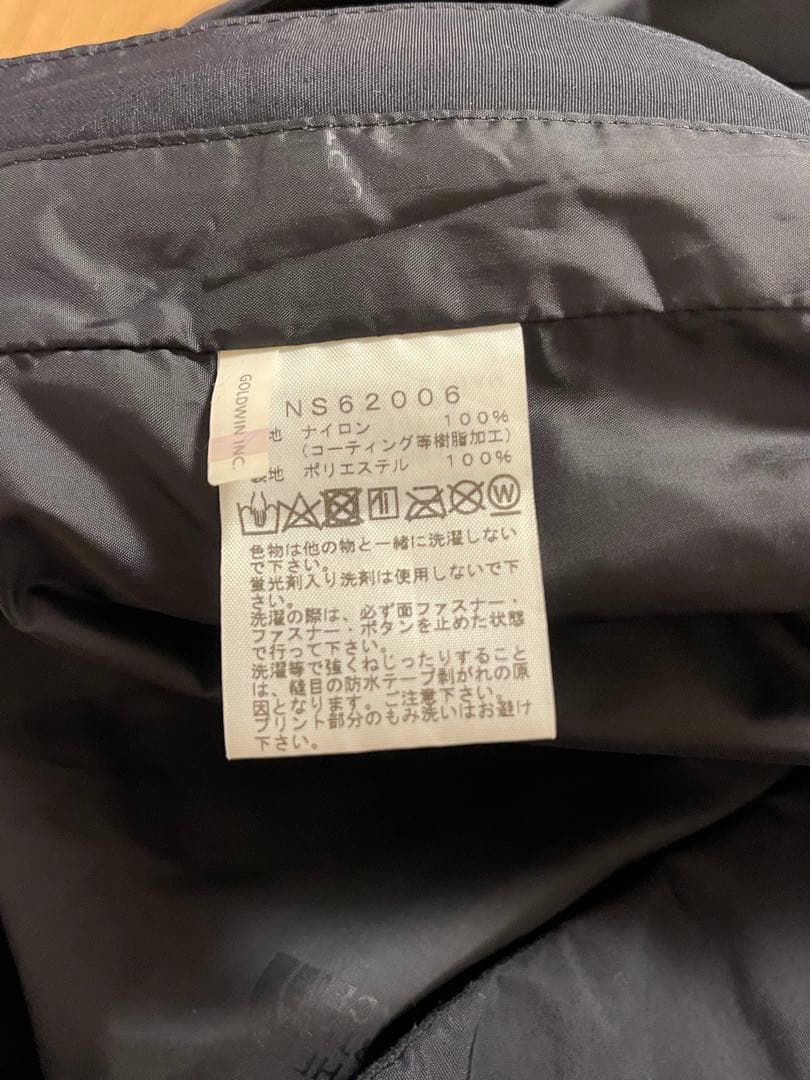 GOLDWIN INC.
NS62006
地 ナイロン 100%
(コーティング等樹脂加工)
裏地 ポリエステル 100%
W
色物は他の物と一緒に洗濯しない
で下さい。
蛍光剤入り洗剤は使用しないで下
さい。
洗濯の際は、必ず面ファスナー・
ファスナー・ボタンを止めた状態
で行って下さい。
洗濯等で強くねじったりすること
は、縫目の防水テープ剥がれの原
因となります。ご注意下さい。
プリント部分のもみ洗いはお避け
下さい。